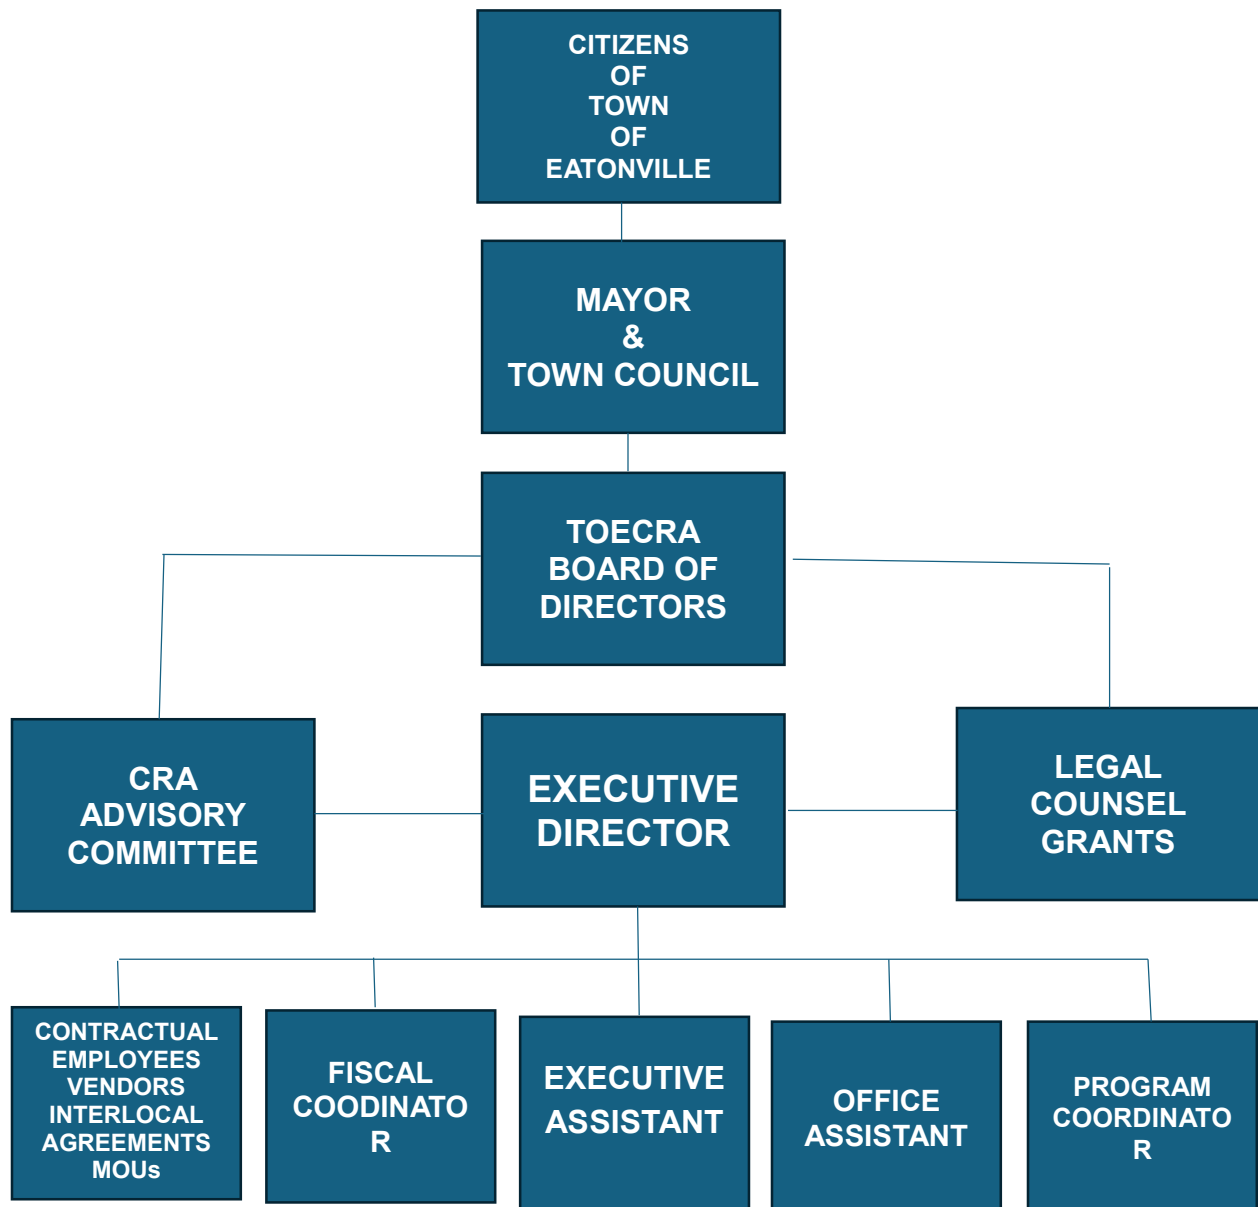 CITIZENS
OF
TOWN
OF
EATONVILLE
MAYOR
&
TOWN COUNCIL
TOECRA
BOARD OF
DIRECTORS
CRA
ADVISORY
COMMITTEE
EXECUTIVE
DIRECTOR
LEGAL
COUNSEL
GRANTS
CONTRACTUAL
EMPLOYEES
VENDORS
INTERLOCAL
AGREEMENTS
MOUs
FISCAL
COODINATO
R
EXECUTIVE
ASSISTANT
OFFICE
ASSISTANT
PROGRAM
COORDINATO
R